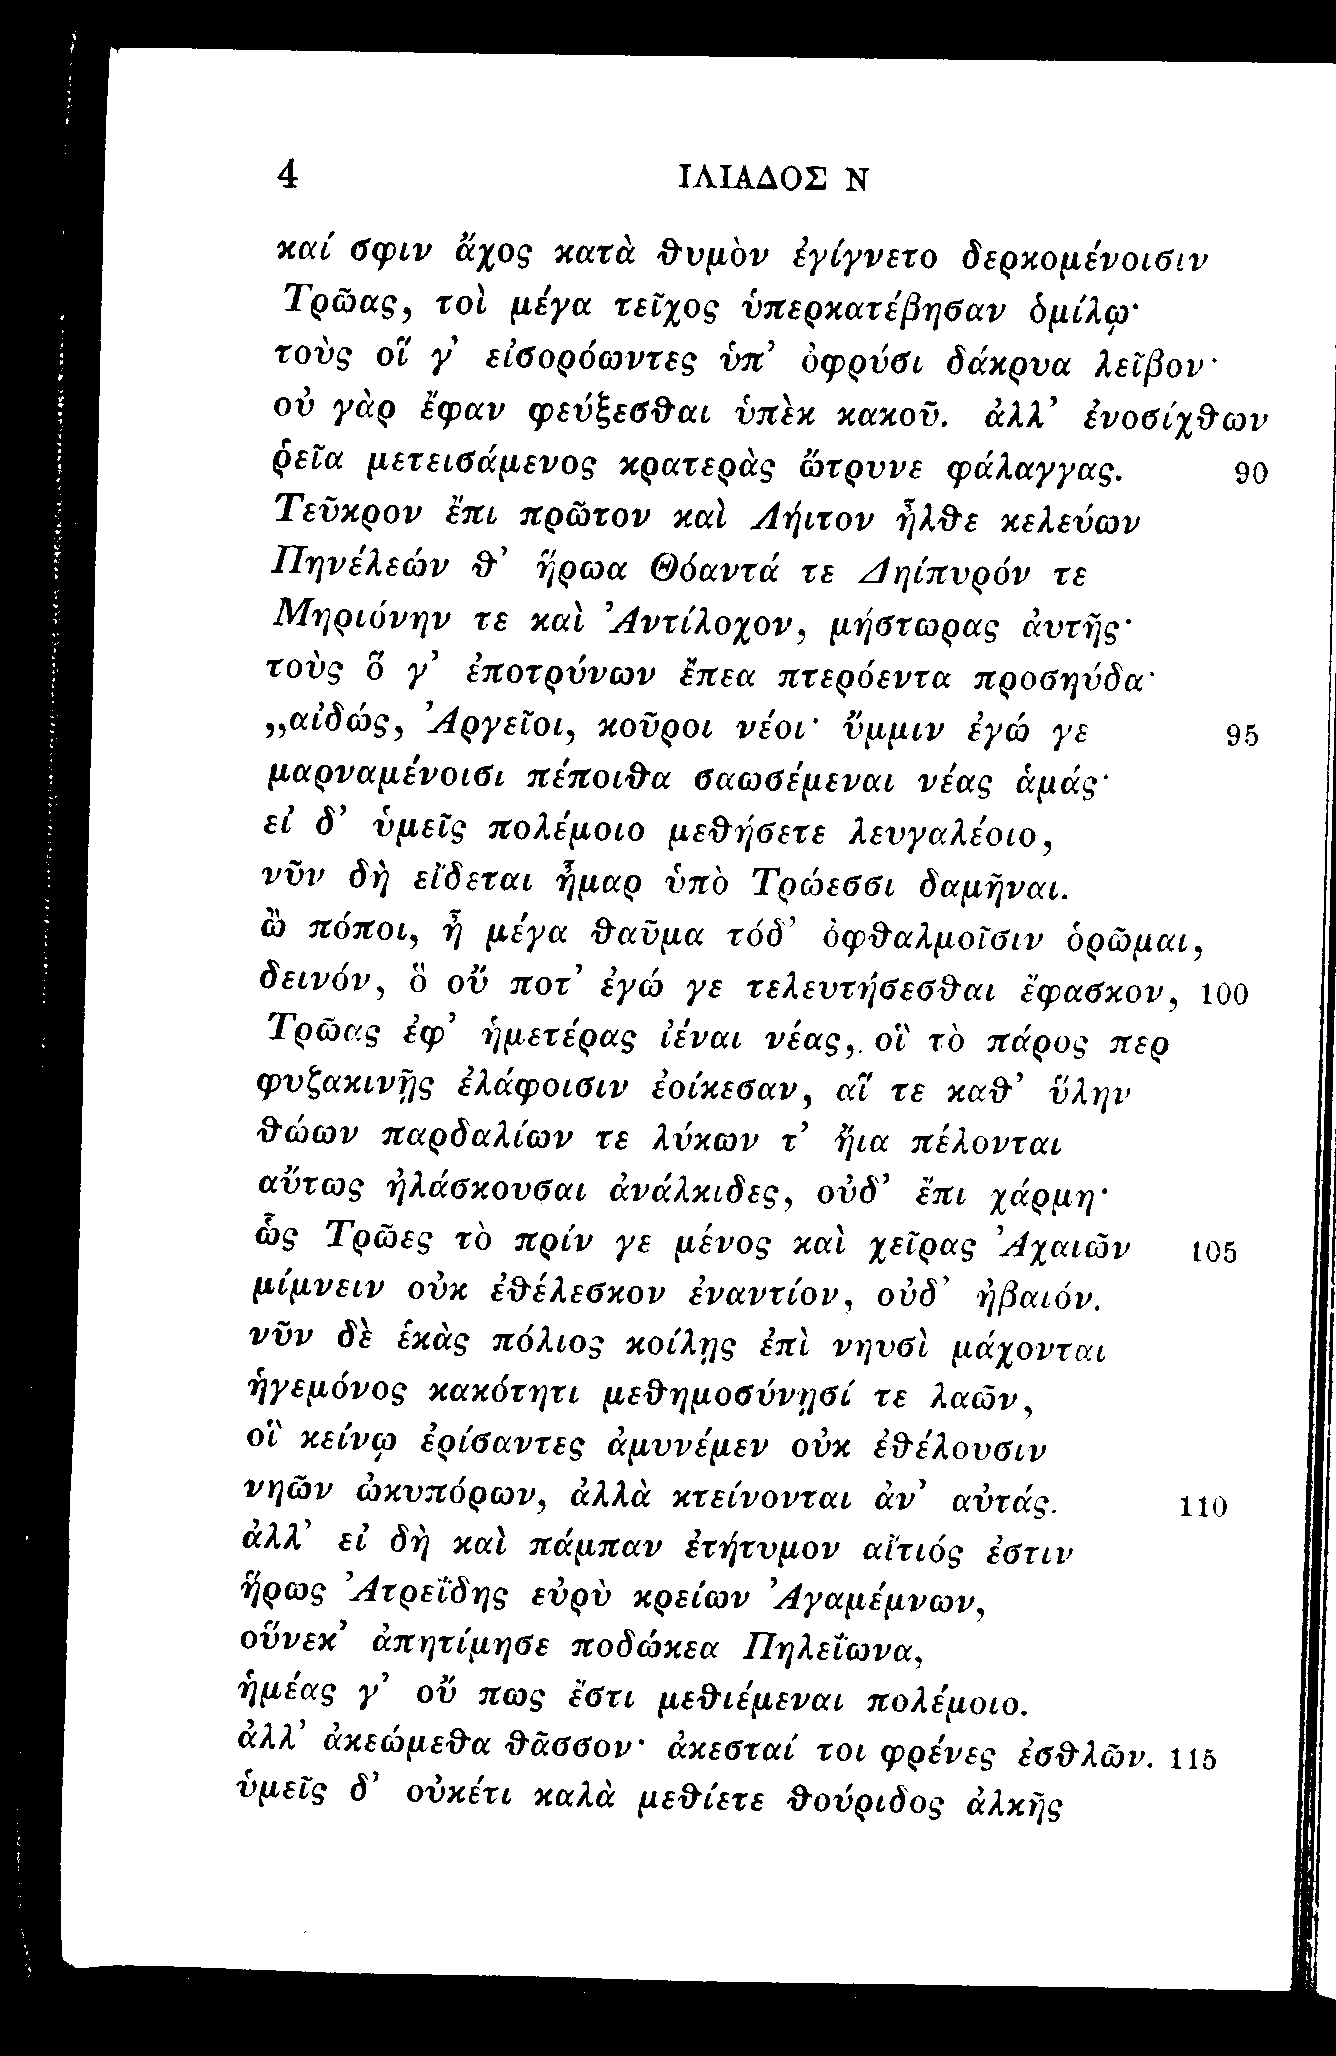 4 ΙΛΙΑΔΟΣ Ν
καί σφιν ἄχος κατὰ θυμὸν ἐγίγνετο δερκομένοισιν
Τρῶας, τοὶ μέγα τεῖχος ὑπερκατέβησαν ὁμίλῳ·
τοὺς οἵ γ' εἰσορόωντες ὑπ' ὀφρύσι δάκρυα λεῖβον·
οὐ γὰρ ἔφαν φεύξεσθαι ὑπὲκ κακοῦ. ἀλλ' ἐνοσίχθων
ῥεῖα μετεισάμενος κρατερὰς ὤτρυνε φάλαγγας. 90
Τεῦκρον ἔπι πρῶτον καὶ Λήιτον ἦλθε κελεύων
Πηνέλεών θ' ἥρωα Θόαντά τε Δηίπυρόν τε
Μηριόνην τε καὶ Ἀντίλοχον, μήστωρας ἀυτῆς·
τοὺς ὅ γ' ἐποτρύνων ἔπεα πτερόεντα προσηύδα·
„αἰδώς, Ἀργεῖοι, κοῦροι νέοι· ὔμμιν ἐγώ γε 95
μαρναμένοισι πέποιθα σαωσέμεναι νέας ἁμάς·
εἰ δ' ὑμεῖς πολέμοιο μεθήσετε λευγαλέοιο,
νῦν δὴ εἴδεται ἦμαρ ὑπὸ Τρώεσσι δαμῆναι.
ὢ πόποι, ἦ μέγα θαῦμα τόδ' ὀφθαλμοῖσιν ὁρῶμαι,
δεινόν, ὃ οὔ ποτ' ἐγώ γε τελευτήσεσθαι ἔφασκον, 100
Τρῶας ἐφ' ἡμετέρας ἰέναι νέας, οἳ τὸ πάρος περ
φυζακινῇς ἐλάφοισιν ἐοίκεσαν, αἵ τε καθ' ὕλην
θώων παρδαλίων τε λύκων τ' ἤια πέλονται
αὔτως ἠλάσκουσαι ἀνάλκιδες, οὐδ' ἔπι χάρμη·
ὣς Τρῶες τὸ πρίν γε μένος καὶ χεῖρας Ἀχαιῶν 105
μίμνειν οὐκ ἐθέλεσκον ἐναντίον, οὐδ' ἠβαιόν.
νῦν δὲ ἑκὰς πόλιος κοίλῃς ἐπὶ νηυσὶ μάχονται
ἡγεμόνος κακότητι μεθημοσύνῃσί τε λαῶν,
οἳ κείνῳ ἐρίσαντες ἀμυνέμεν οὐκ ἐθέλουσιν
νηῶν ὠκυπόρων, ἀλλὰ κτείνονται ἀν' αὐτάς. 110
ἀλλ' εἰ δὴ καὶ πάμπαν ἐτήτυμον αἴτιός ἐστιν
ἥρως Ἀτρεΐδης εὐρὺ κρείων Ἀγαμέμνων,
οὕνεκ' ἀπητίμησε ποδώκεα Πηλεΐωνα,
ἡμέας γ' οὔ πως ἔστι μεθιέμεναι πολέμοιο.
ἀλλ' ἀκεώμεθα θᾶσσον· ἀκεσταί τοι φρένες ἐσθλῶν. 115
ὑμεῖς δ' οὐκέτι καλὰ μεθίετε θούριδος ἀλκῆς